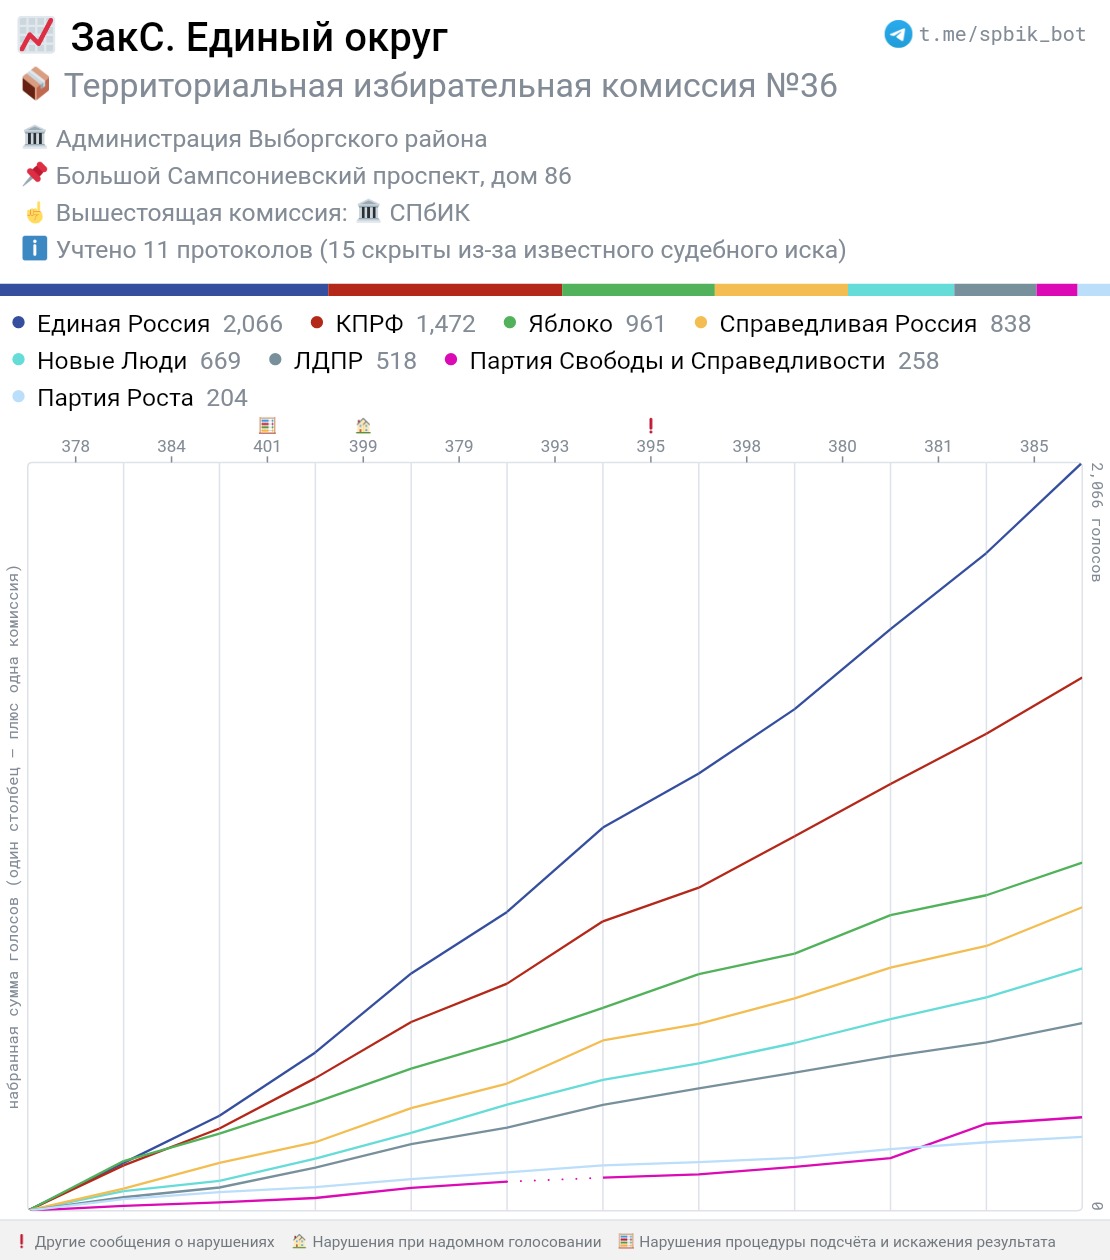 ЗакС. Единый округ
t.me/spbik_bot
Территориальная избирательная комиссия №36
Администрация Выборгского района
Большой Сампсониевский проспект, дом 86
Вышестоящая комиссия: СПбИК
Учтено 11 протоколов (15 скрыты из-за известного судебного иска)
Единая Россия 2,066 КПРФ 1,472 Яблоко 961 Справедливая Россия 838
Новые Люди 669 ЛДПР 518 Партия Свободы и Справедливости 258
Партия Роста 204
378 384 401 399 379 393 395 398 380 381 385
2,066 голосов
набранная сумма голосов (один столбец – плюс одна комиссия)
0
Другие сообщения о нарушениях Нарушения при надомном голосовании Нарушения процедуры подсчёта и искажения результата